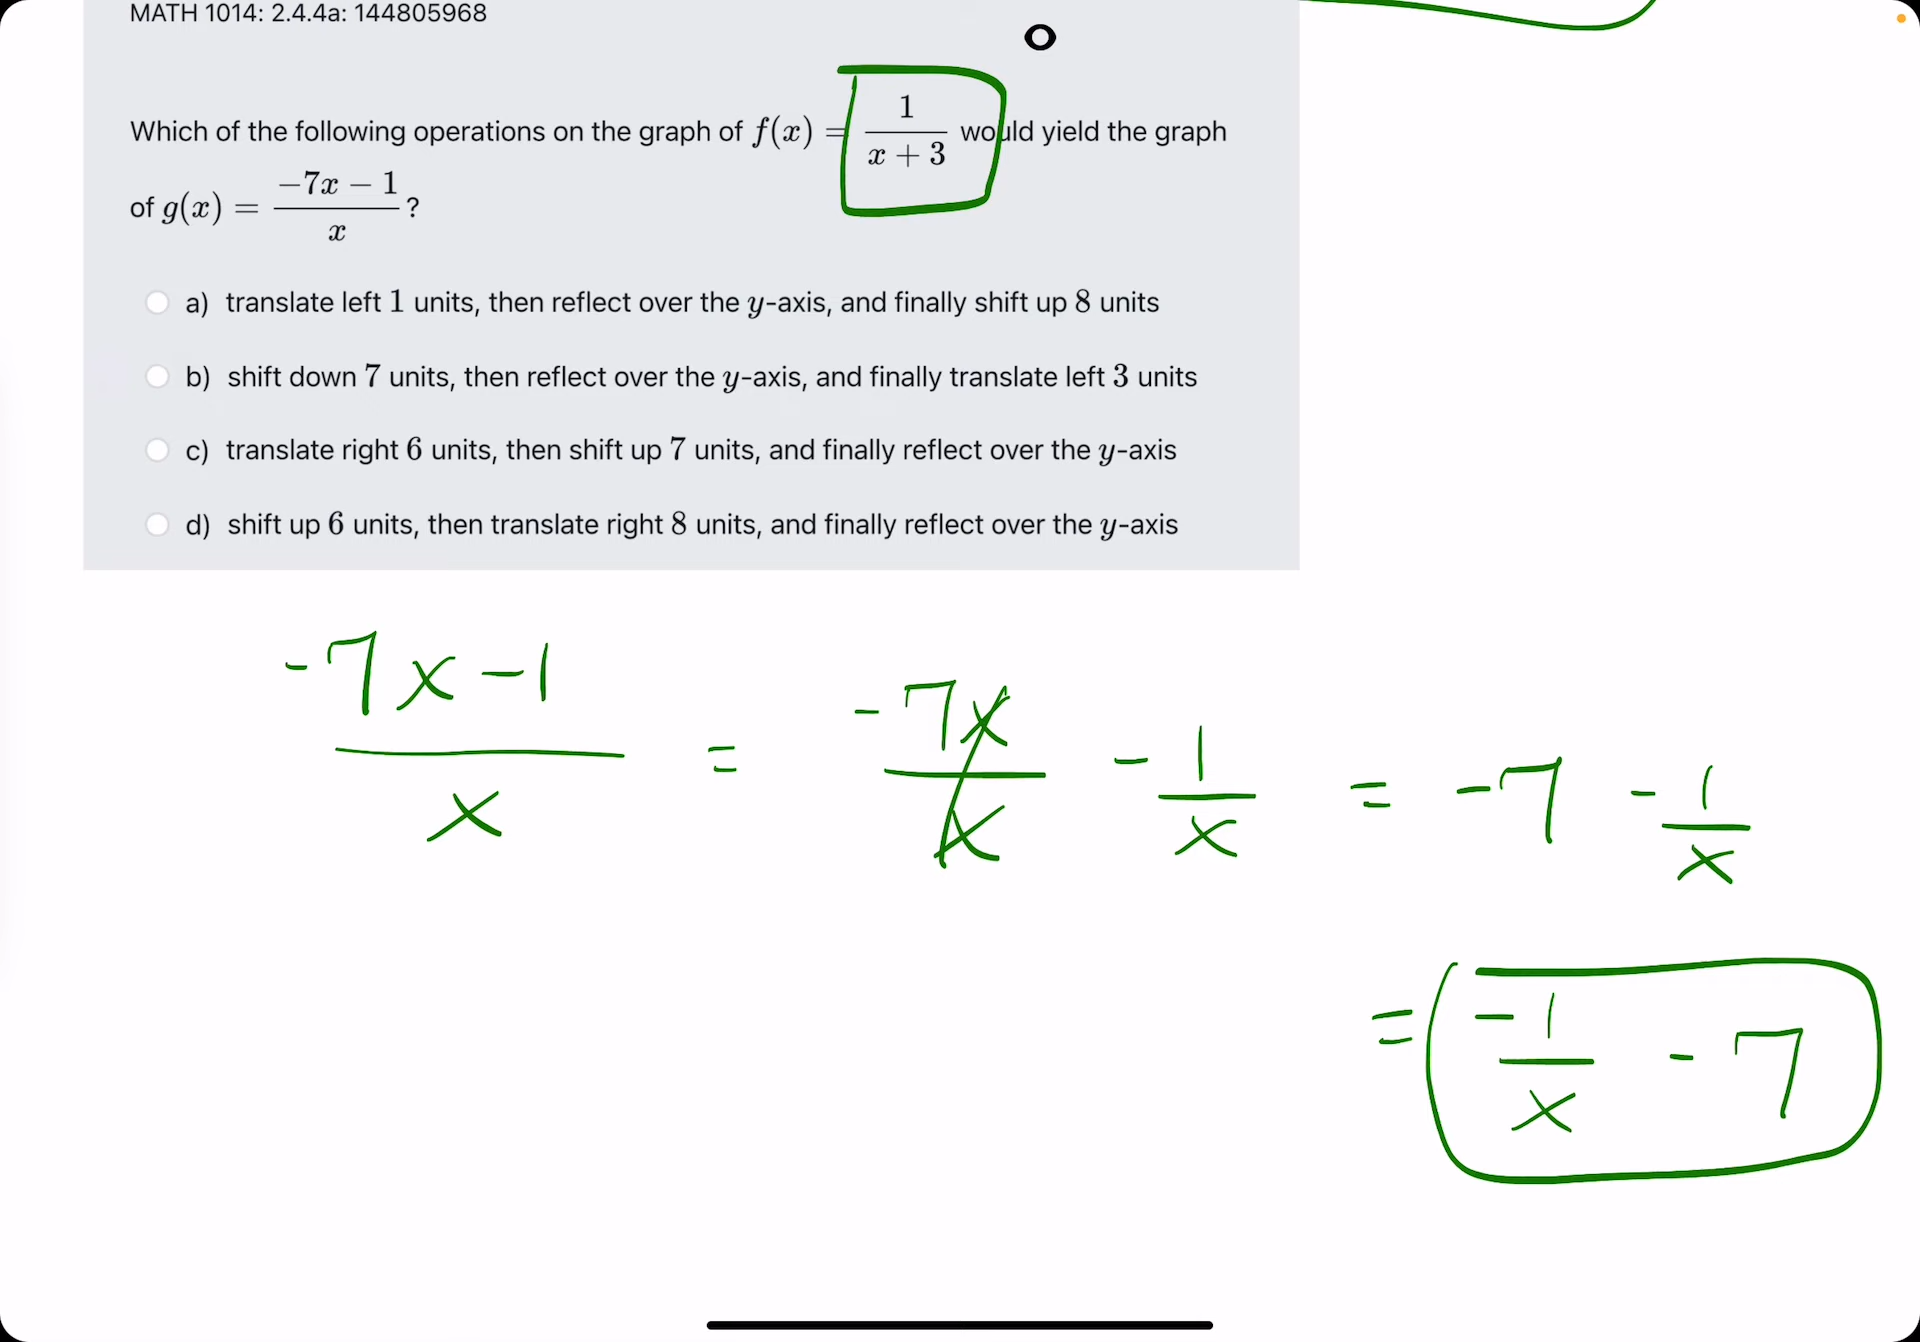 MATH 1014: 2.4.4a: 144805968
Which of the following operations on the graph of f(x) = 1/(x + 3) would yield the graph
of g(x) = (−7x − 1)/x ?
a) translate left 1 units, then reflect over the y-axis, and finally shift up 8 units
b) shift down 7 units, then reflect over the y-axis, and finally translate left 3 units
c) translate right 6 units, then shift up 7 units, and finally reflect over the y-axis
d) shift up 6 units, then translate right 8 units, and finally reflect over the y-axis
(-7x-1)/x = -7x/x - 1/x = -7 - 1/x
= -1/x - 7